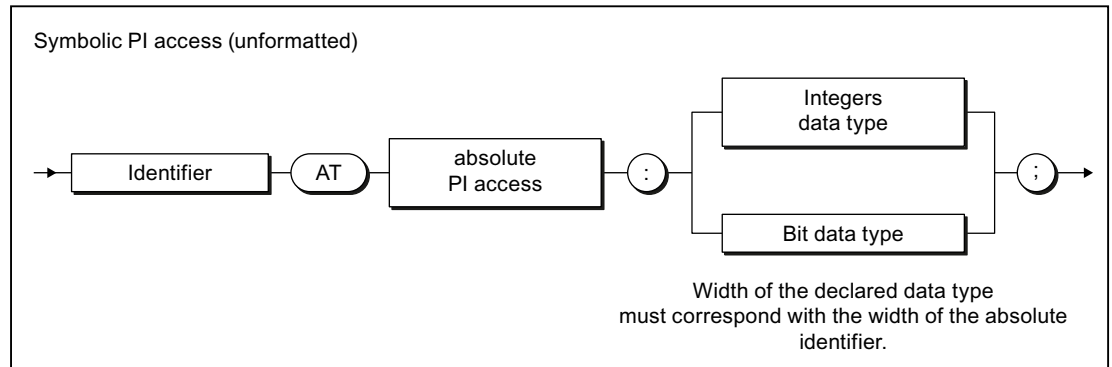 Symbolic PI access (unformatted)
Identifier
AT
absolute
PI access
:
Integers
data type
Bit data type
;
Width of the declared data type
must correspond with the width of the absolute
identifier.